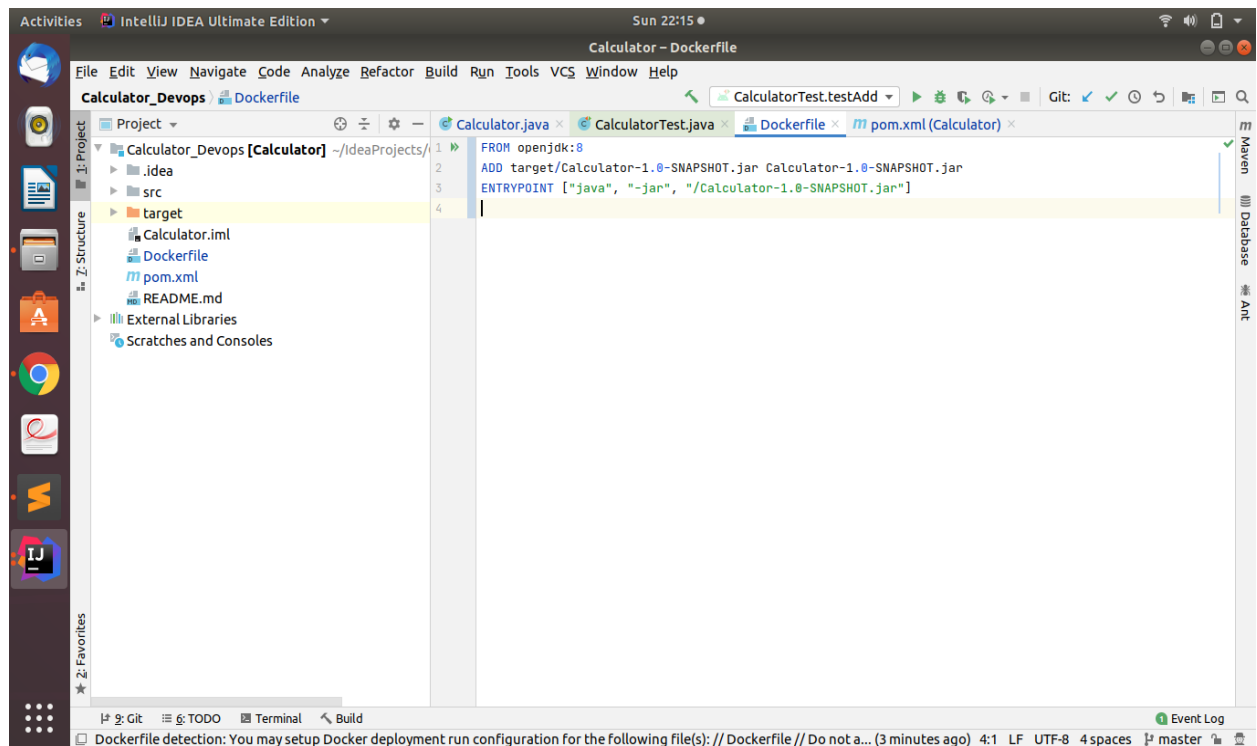 Activities IntelliJ IDEA Ultimate Edition Sun 22:15
Calculator – Dockerfile
File Edit View Navigate Code Analyze Refactor Build Run Tools VCS Window Help
Calculator_Devops Dockerfile CalculatorTest.testAdd Git:
Project Calculator.java CalculatorTest.java Dockerfile pom.xml (Calculator)
1: Project
Z: Structure
2: Favorites
Calculator_Devops [Calculator] ~/IdeaProjects/
.idea
src
target
Calculator.iml
Dockerfile
pom.xml
README.md
External Libraries
Scratches and Consoles
1 FROM openjdk:8
2 ADD target/Calculator-1.0-SNAPSHOT.jar Calculator-1.0-SNAPSHOT.jar
3 ENTRYPOINT ["java", "-jar", "/Calculator-1.0-SNAPSHOT.jar"]
4
Maven
Database
Ant
9: Git 6: TODO Terminal Build 1 Event Log
Dockerfile detection: You may setup Docker deployment run configuration for the following file(s): // Dockerfile // Do not a... (3 minutes ago) 4:1 LF UTF-8 4 spaces master